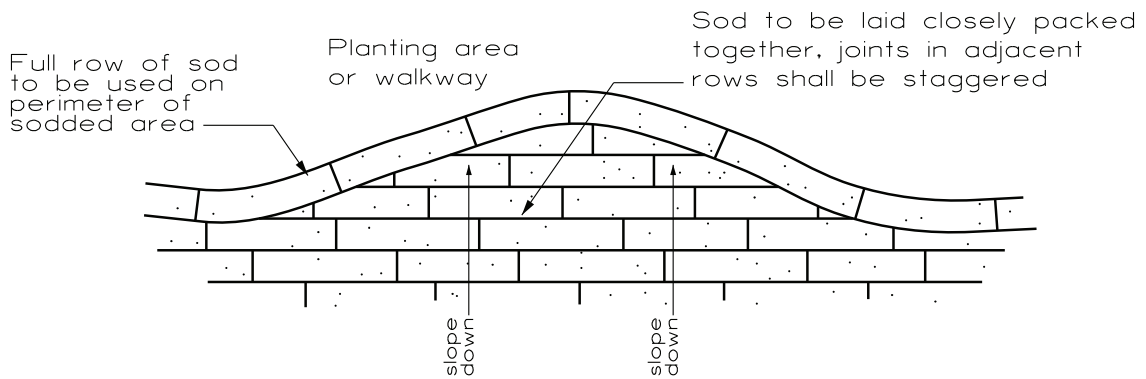 Full row of sod
to be used on
perimeter of
sodded area
Planting area
or walkway
Sod to be laid closely packed
together, joints in adjacent
rows shall be staggered
slope
down
slope
down